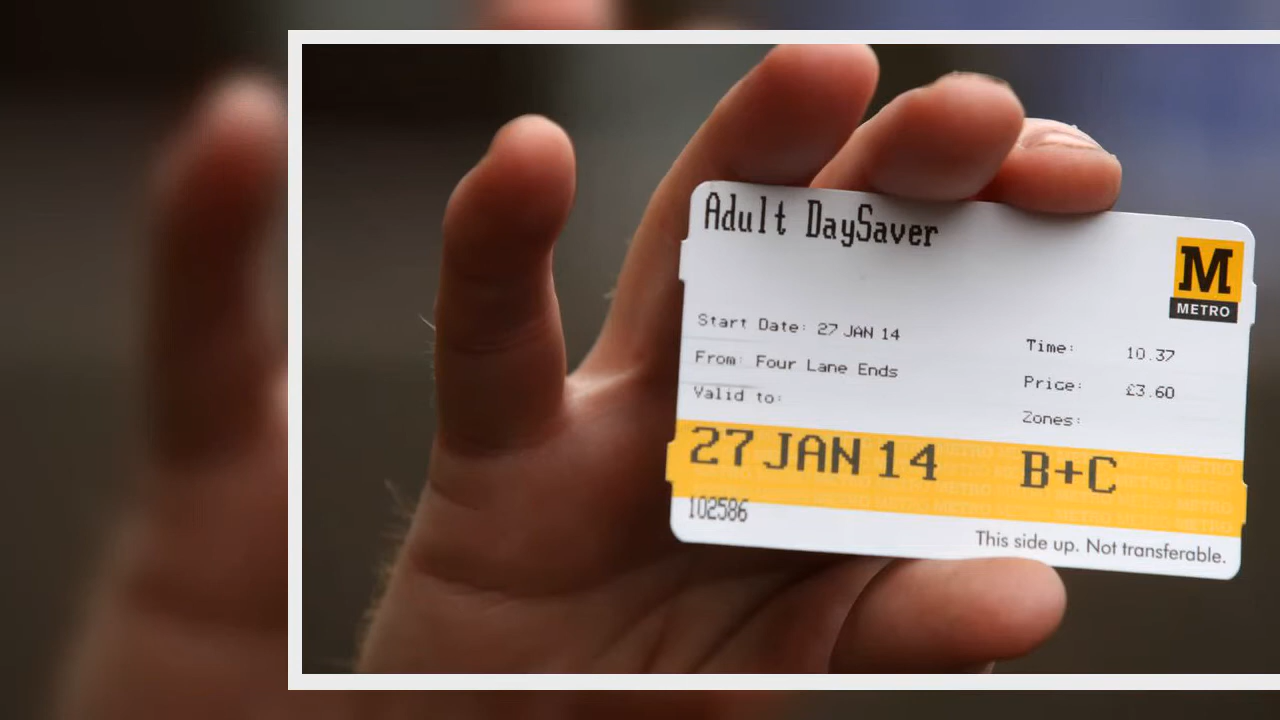 Adult DaySaver
M
METRO
Start Date: 27 JAN 14
Time: 10.37
From: Four Lane Ends
Price: £3.60
Valid to:
Zones:
27 JAN 14 B+C
102586
This side up. Not transferable.